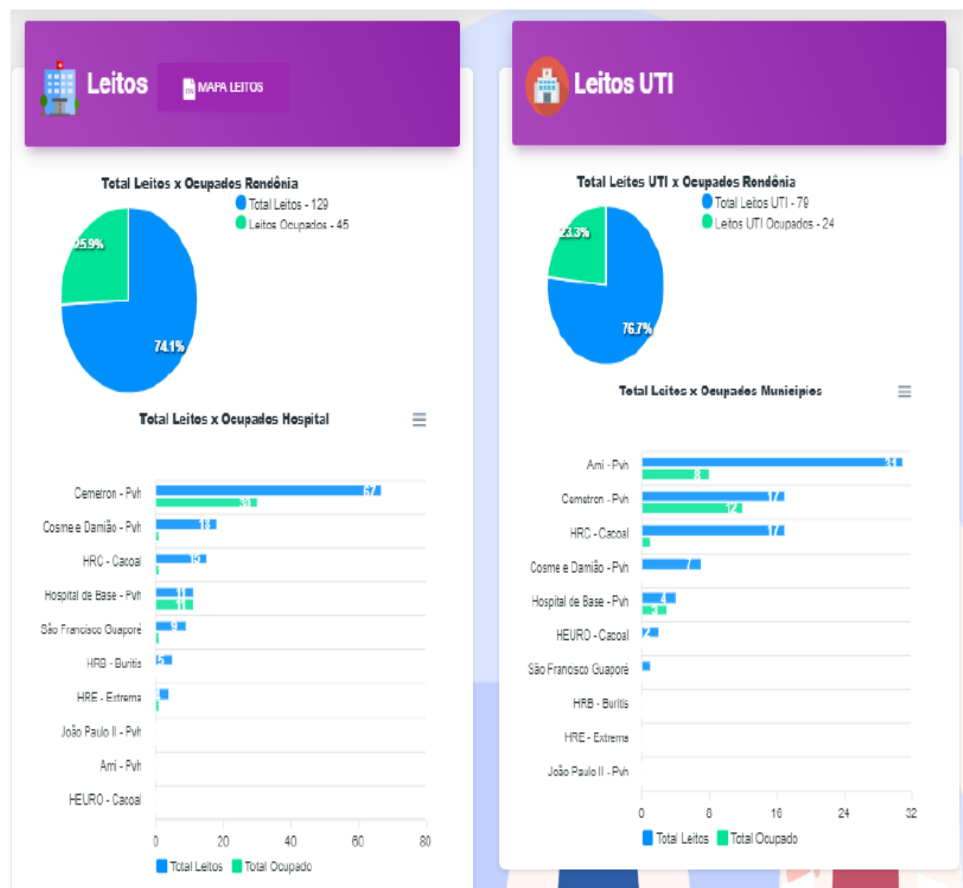 Leitos
MAPA LEITOS
Total Leitos x Ocupados Rondônia
Total Leitos - 129
Leitos Ocupados - 45
25.9%
74.1%
Total Leitos x Ocupados Hospital
Cemetron - Pvh
67
30
Cosme e Damião - Pvh
18
HRC - Cacoal
15
Hospital de Base - Pvh
11
11
São Francisco Guaporé
9
HRB - Buritis
5
HRE - Extrema
João Paulo II - Pvh
Ami - Pvh
HEURO - Cacoal
0 20 40 60 80
Total Leitos Total Ocupado
Leitos UTI
Total Leitos UTI x Ocupados Rondônia
Total Leitos UTI - 79
Leitos UTI Ocupados - 24
23.3%
76.7%
Total Leitos x Ocupados Municipios
Ami - Pvh
31
8
Cemetron - Pvh
17
12
HRC - Cacoal
17
Cosme e Damião - Pvh
7
Hospital de Base - Pvh
4
3
HEURO - Cacoal
2
São Francisco Guaporé
HRB - Buritis
HRE - Extrema
João Paulo II - Pvh
0 8 16 24 32
Total Leitos Total Ocupado